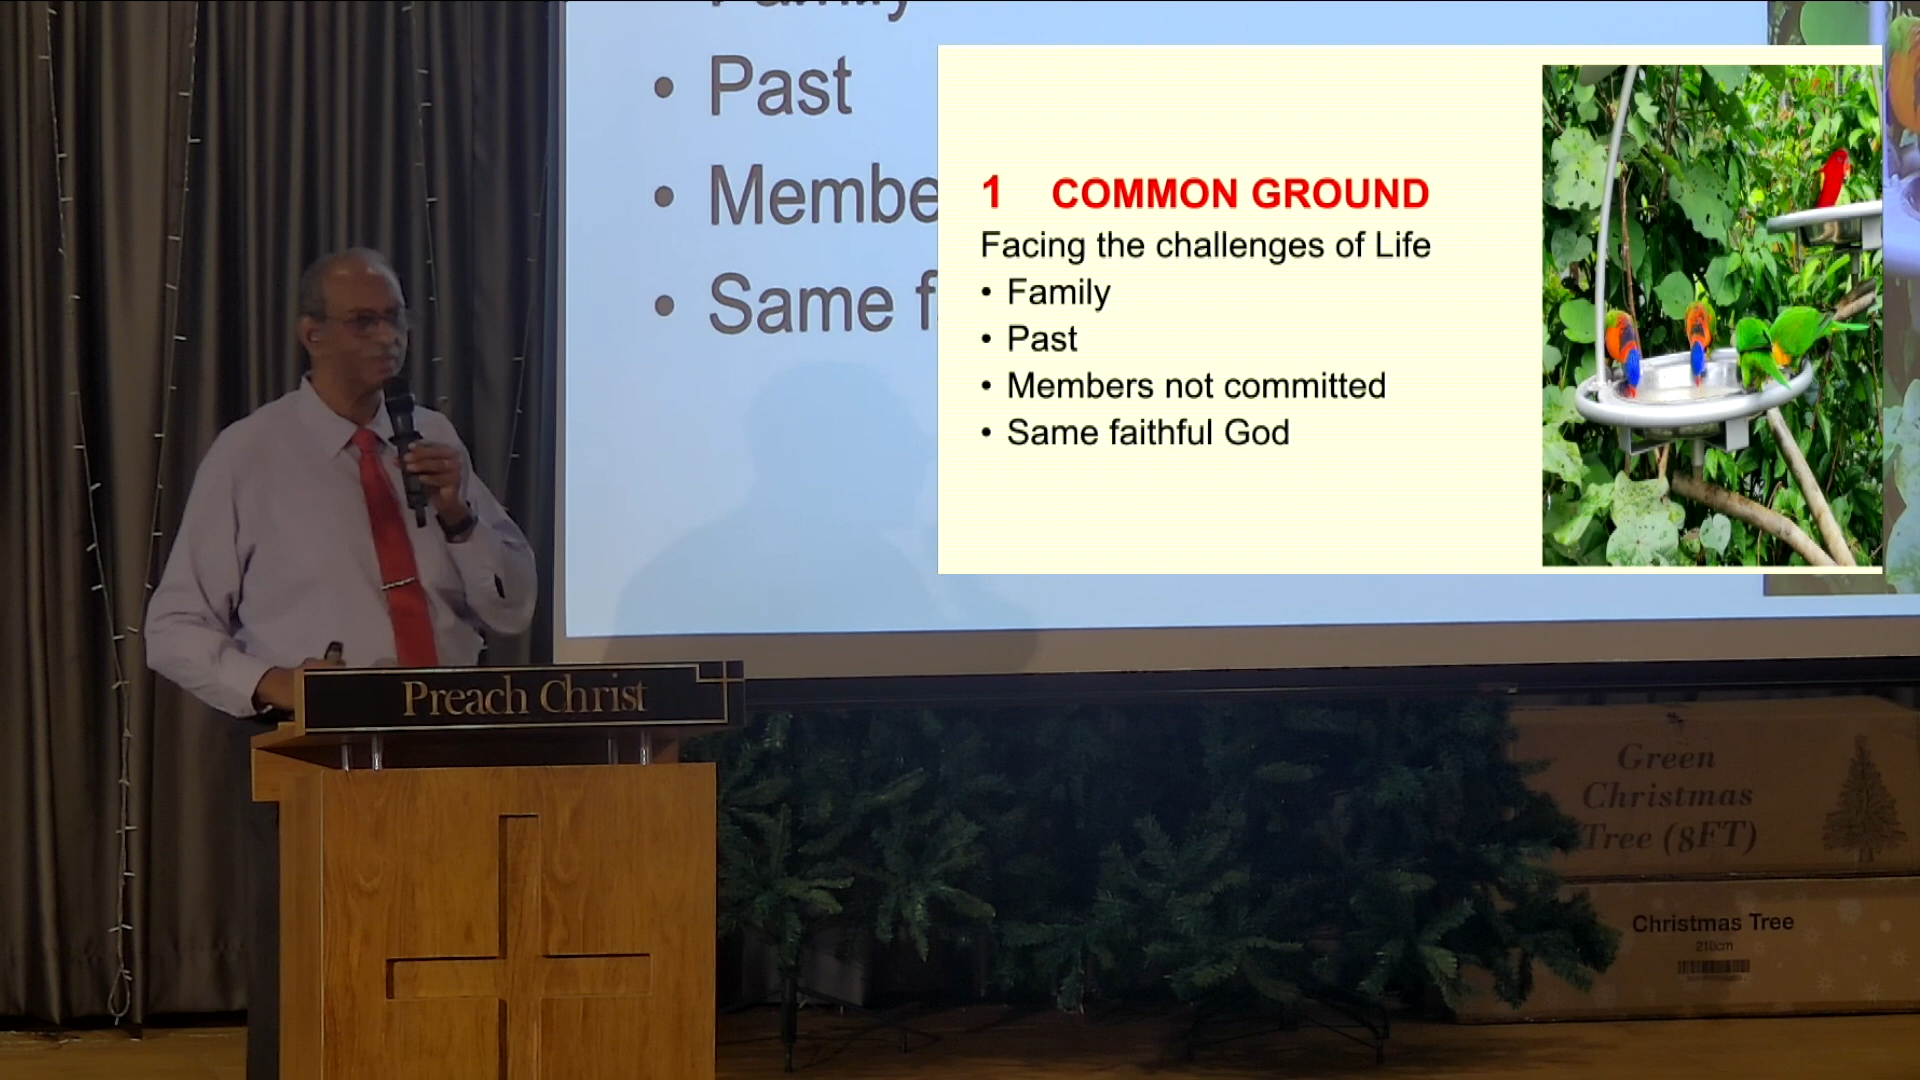 Family
• Past
• Membe
• Same f
1 COMMON GROUND
Facing the challenges of Life
• Family
• Past
• Members not committed
• Same faithful God
Preach Christ
Green
Christmas
Tree (8FT)
Christmas Tree
210cm